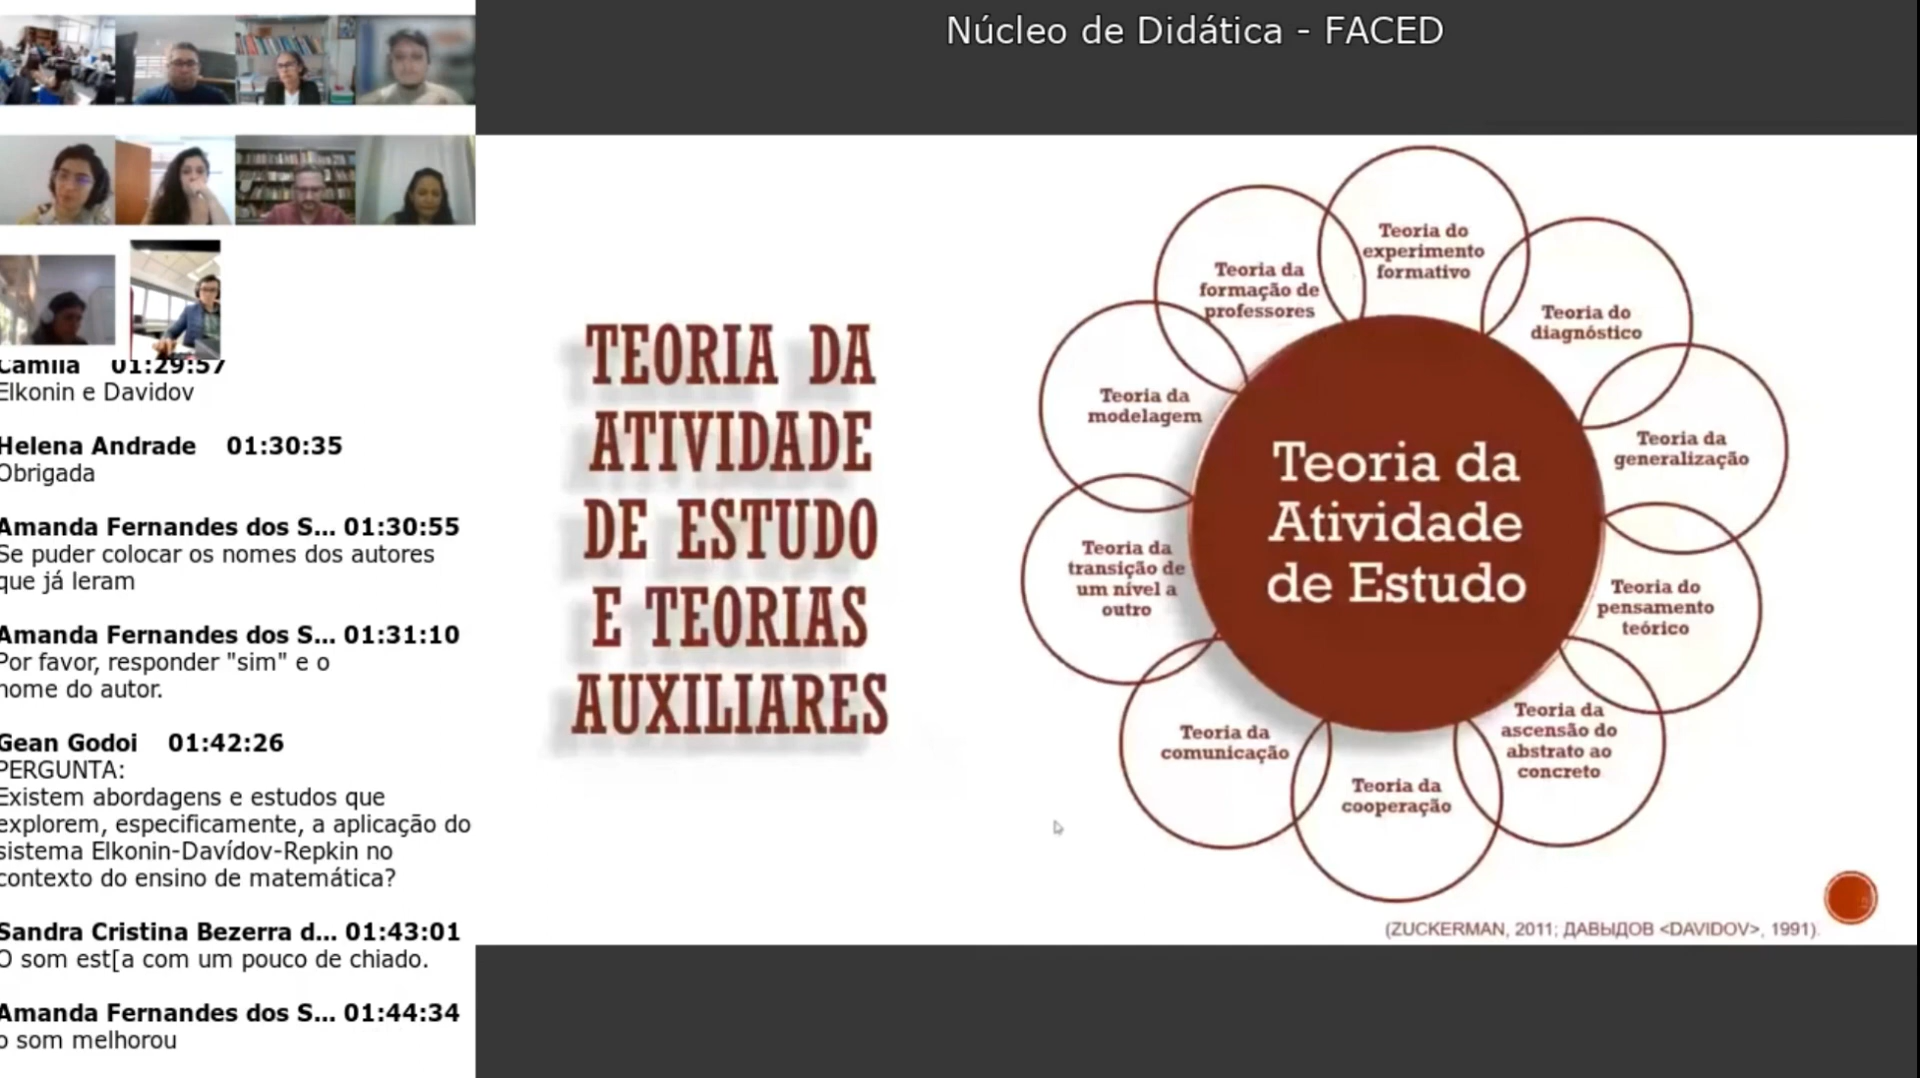 Núcleo de Didática - FACED
Camila 01:29:57
Elkonin e Davidov
Helena Andrade 01:30:35
Obrigada
Amanda Fernandes dos S... 01:30:55
Se puder colocar os nomes dos autores
que já leram
Amanda Fernandes dos S... 01:31:10
Por favor, responder "sim" e o
nome do autor.
Gean Godoi 01:42:26
PERGUNTA:
Existem abordagens e estudos que
explorem, especificamente, a aplicação do
sistema Elkonin-Davídov-Repkin no
contexto do ensino de matemática?
Sandra Cristina Bezerra d... 01:43:01
O som est[a com um pouco de chiado.
Amanda Fernandes dos S... 01:44:34
o som melhorou
TEORIA DA
ATIVIDADE
DE ESTUDO
E TEORIAS
AUXILIARES
Teoria da
Atividade
de Estudo
Teoria do
experimento
formativo
Teoria do
diagnóstico
Teoria da
generalização
Teoria do
pensamento
teórico
Teoria da
ascensão do
abstrato ao
concreto
Teoria da
cooperação
Teoria da
comunicação
Teoria da
transição de
um nível a
outro
Teoria da
modelagem
Teoria da
formação de
professores
(ZUCKERMAN, 2011; ДАВЫДОВ <DAVIDOV>, 1991).